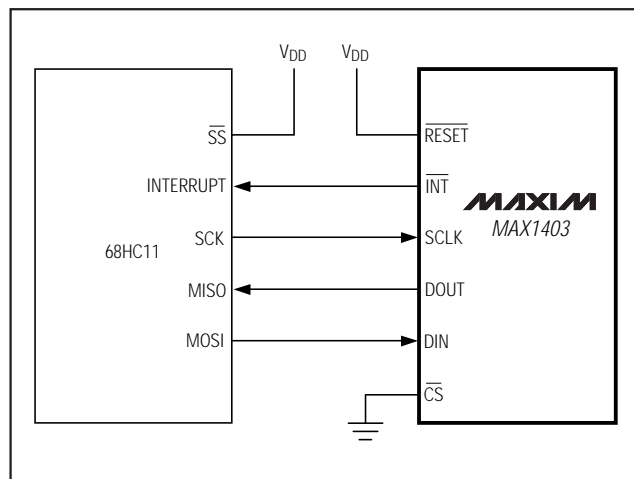 VDD VDD
SS RESET
INTERRUPT INT
MAXIM
MAX1403
SCK SCLK
68HC11
MISO DOUT
MOSI DIN
CS